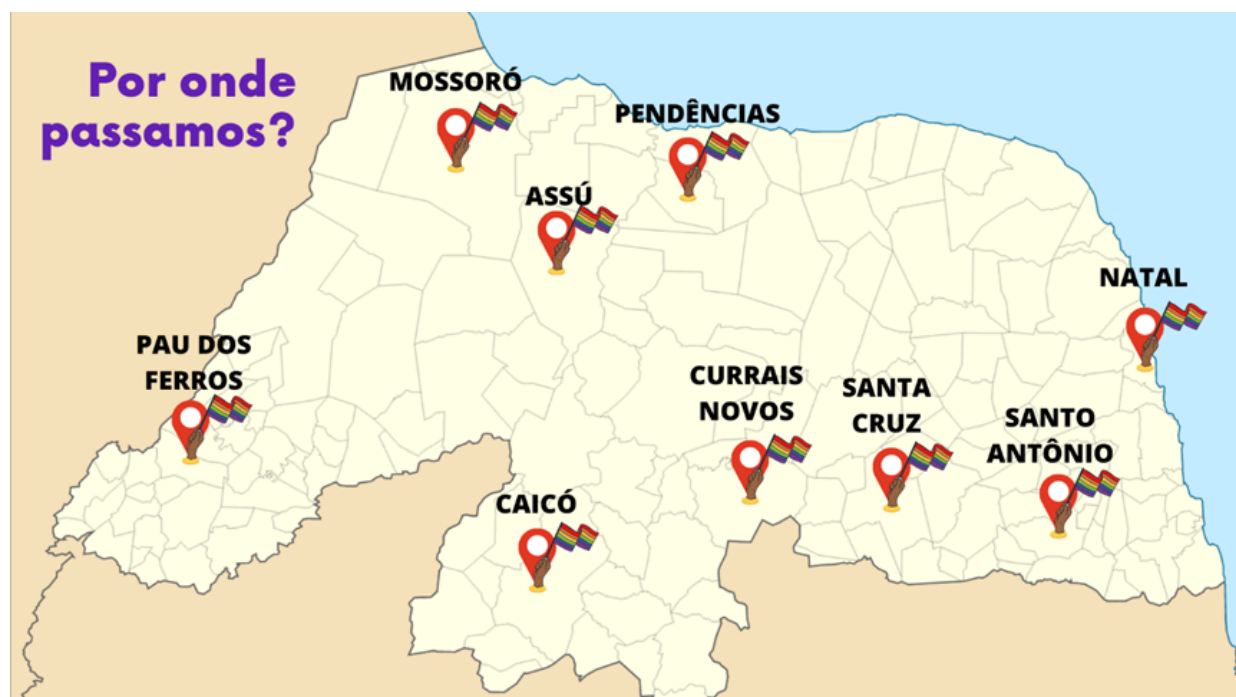 Por onde
passamos?
MOSSORÓ
PENDÊNCIAS
ASSÚ
NATAL
PAU DOS
FERROS
CURRAIS
NOVOS
SANTA
CRUZ
SANTO
ANTÔNIO
CAICÓ